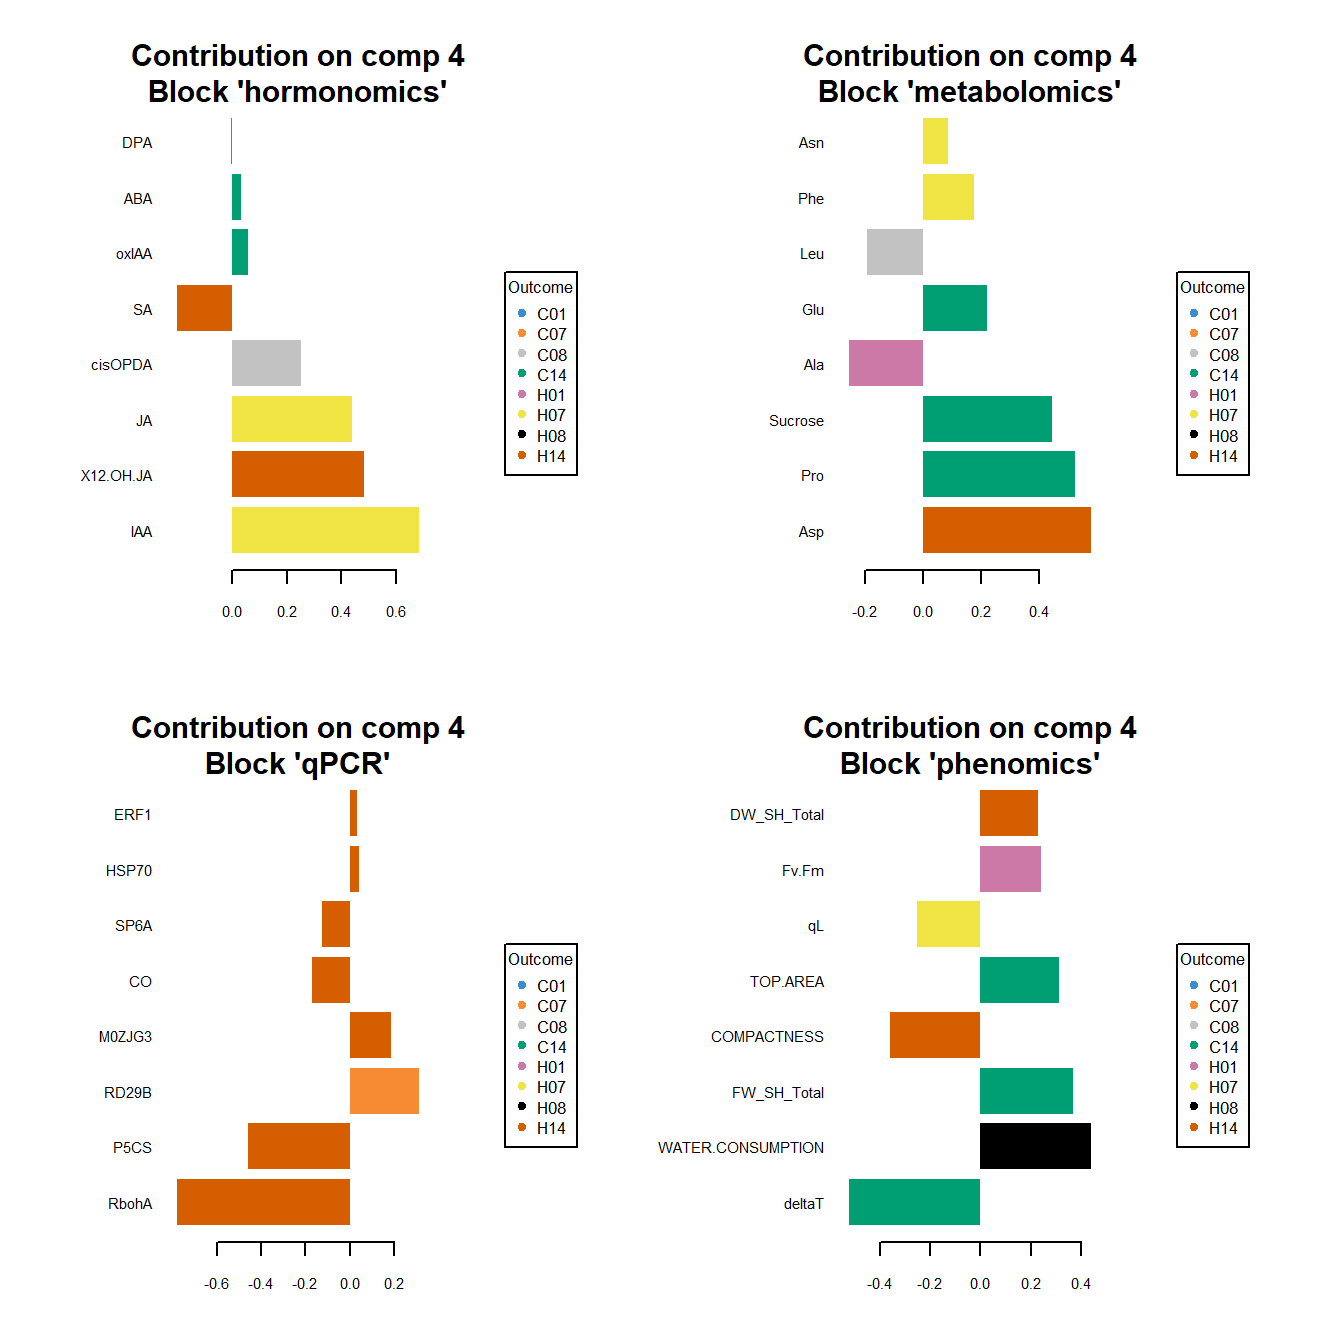 Contribution on comp 4
Block 'hormonomics'
DPA
ABA
oxIAA
SA
cisOPDA
JA
X12.OH.JA
IAA
0.0 0.2 0.4 0.6
Outcome
C01
C07
C08
C14
H01
H07
H08
H14
Contribution on comp 4
Block 'metabolomics'
Asn
Phe
Leu
Glu
Ala
Sucrose
Pro
Asp
-0.2 0.0 0.2 0.4
Outcome
C01
C07
C08
C14
H01
H07
H08
H14
Contribution on comp 4
Block 'qPCR'
ERF1
HSP70
SP6A
CO
M0ZJG3
RD29B
P5CS
RbohA
-0.6 -0.4 -0.2 0.0 0.2
Outcome
C01
C07
C08
C14
H01
H07
H08
H14
Contribution on comp 4
Block 'phenomics'
DW_SH_Total
Fv.Fm
qL
TOP.AREA
COMPACTNESS
FW_SH_Total
WATER.CONSUMPTION
deltaT
-0.4 -0.2 0.0 0.2 0.4
Outcome
C01
C07
C08
C14
H01
H07
H08
H14